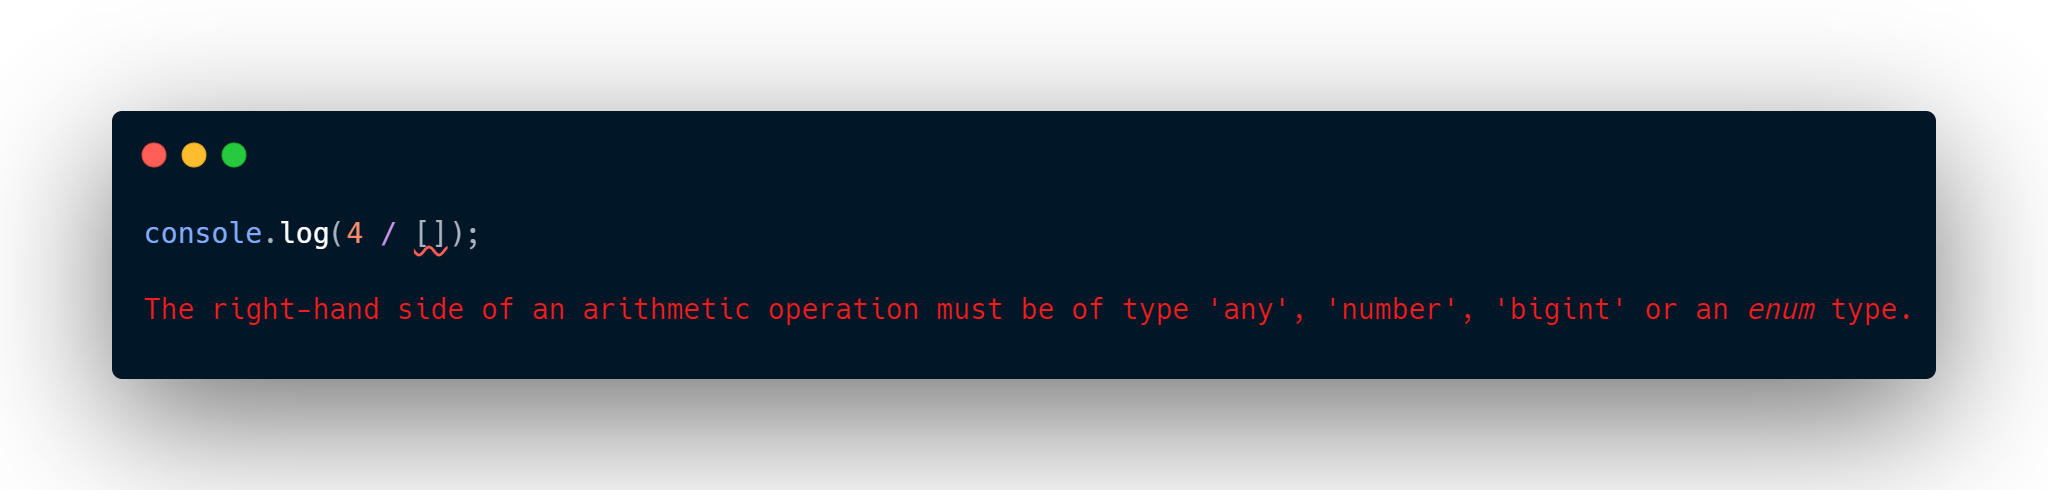 console.log(4 / []);
The right-hand side of an arithmetic operation must be of type 'any', 'number', 'bigint' or an enum type.